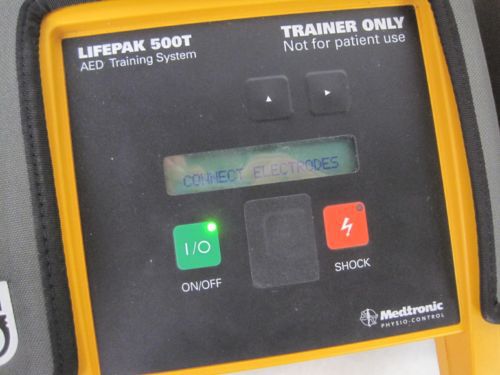 LIFEPAK 500T
AED Training System
TRAINER ONLY
Not for patient use
CONNECT ELECTRODES
I/O
ON/OFF
SHOCK
Medtronic
PHYSIO-CONTROL